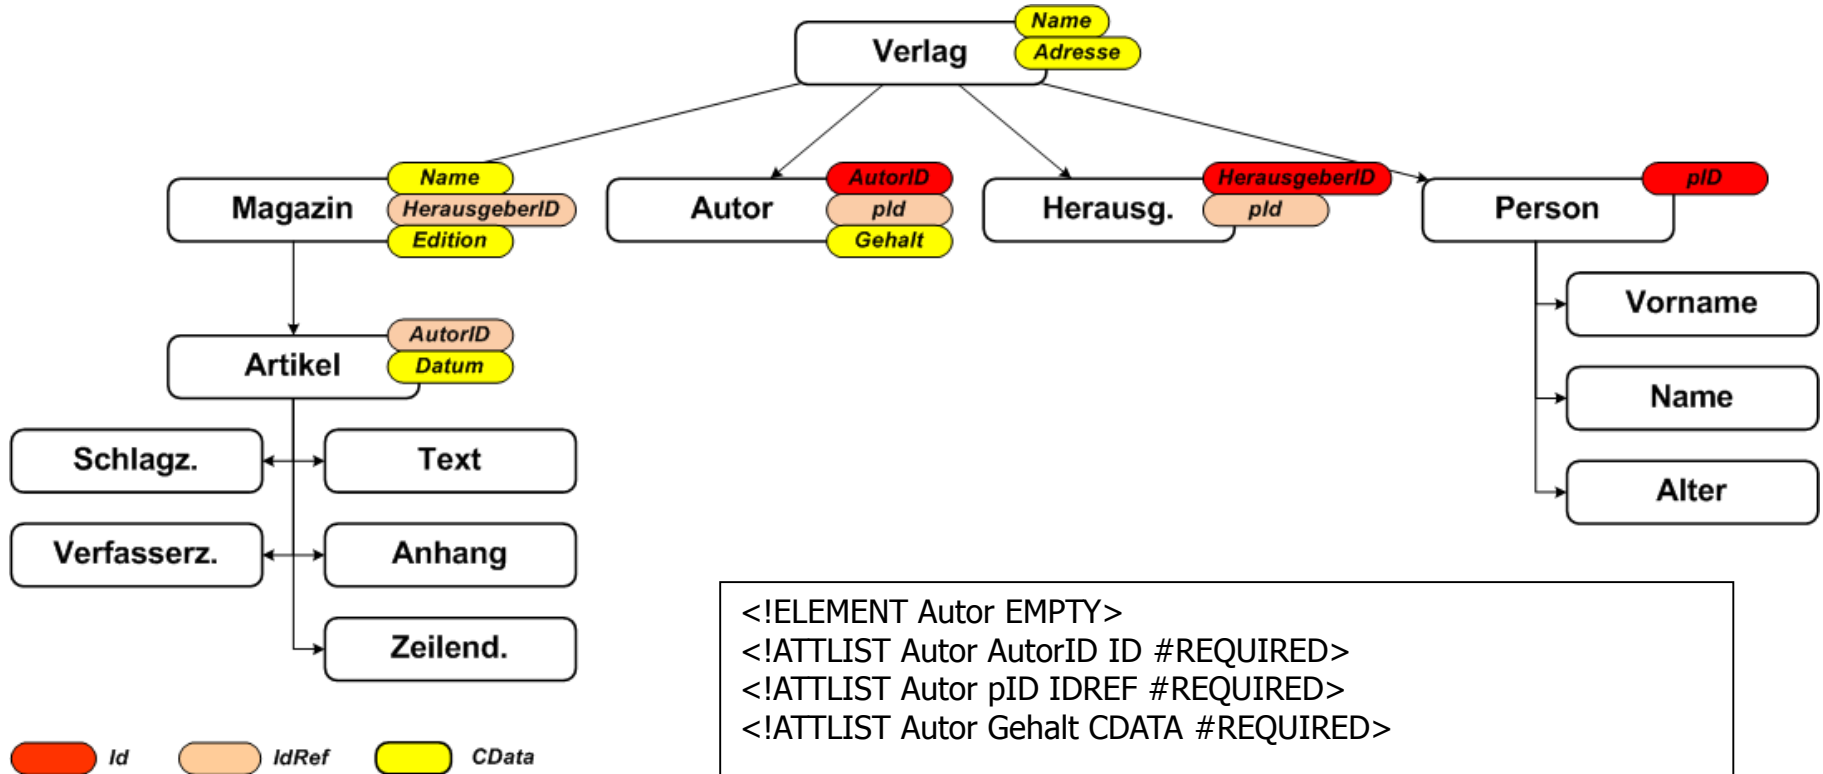 Verlag
Name
Adresse
Magazin
Name
HerausgeberID
Edition
Autor
AutorID
pId
Gehalt
Herausg.
HerausgeberID
pId
Person
pID
Vorname
Name
Alter
Artikel
AutorID
Datum
Schlagz.
Text
Verfasserz.
Anhang
Zeilend.
<!ELEMENT Autor EMPTY>
<!ATTLIST Autor AutorID ID #REQUIRED>
<!ATTLIST Autor pID IDREF #REQUIRED>
<!ATTLIST Autor Gehalt CDATA #REQUIRED>
Id
IdRef
CData